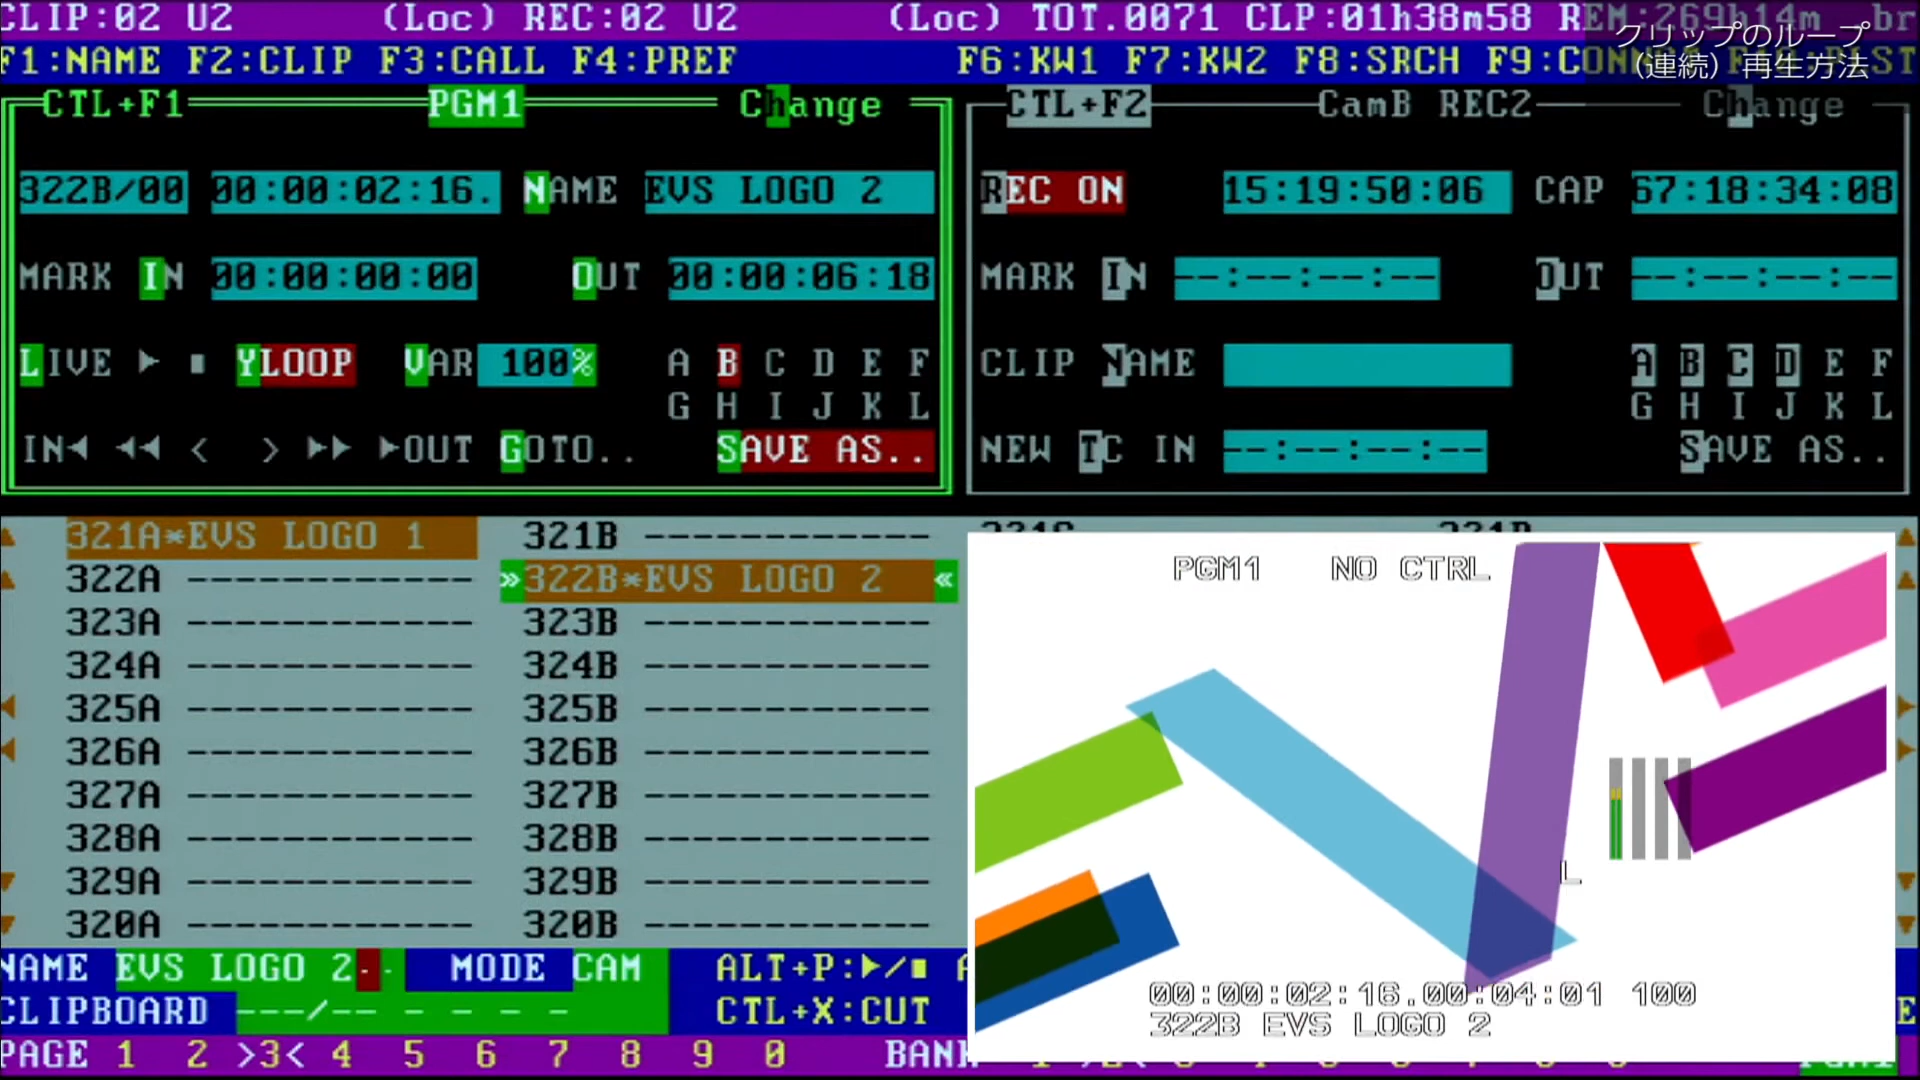 CLIP:02 U2 (Loc) REC:02 U2 (Loc) TOT.0071 CLP:01h38m58 REM:269h14m br
クリップのループ
(連続) 再生方法
F1:NAME F2:CLIP F3:CALL F4:PREF F6:KW1 F7:KW2 F8:SRCH
CTL+F1 PGM1 Change
322B/00 00:00:02:16. NAME EVS LOGO 2
MARK IN 00:00:00:00 OUT 00:00:06:18
LIVE ► ■ YLOOP VAR 100% A B C D E F
G H I J K L
IN◄ ◄◄ < > ►► ►OUT GOTO.. SAVE AS..
CTL+F2 CamB REC2 Change
REC ON 15:19:50:06 CAP 67:18:34:08
MARK IN --:--:--:-- OUT --:--:--:--
CLIP NAME A B C D E F
G H I J K L
NEW TC IN --:--:--:-- SAVE AS..
321A*EVS LOGO 1 321B ------------
322A ------------ »322B*EVS LOGO 2 «
323A ------------ 323B ------------
324A ------------ 324B ------------
325A ------------ 325B ------------
326A ------------ 326B ------------
327A ------------ 327B ------------
328A ------------ 328B ------------
329A ------------ 329B ------------
320A ------------ 320B ------------
PGM1 NO CTRL
L
00:00:02:16.00:04:01 100
322B EVS LOGO 2
NAME EVS LOGO 2-- MODE CAM ALT+P:►/■
CLIPBOARD ---/-- - - - - CTL+X:CUT
PAGE 1 2 >3< 4 5 6 7 8 9 0 BANK